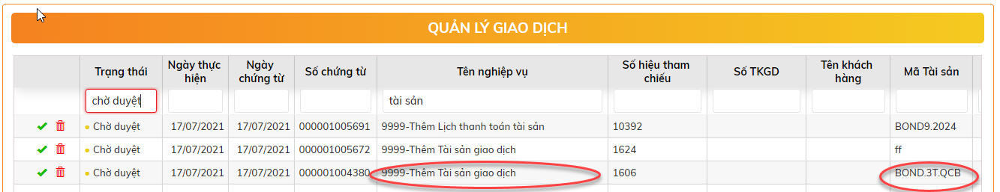 QUẢN LÝ GIAO DỊCH
Trạng thái Ngày thực hiện Ngày chứng từ Số chứng từ Tên nghiệp vụ Số hiệu tham chiếu Số TKGD Tên khách hàng Mã Tài sản
chờ duyệt tài sản
Chờ duyệt 17/07/2021 17/07/2021 000001005691 9999-Thêm Lịch thanh toán tài sản 10392 BOND9.2024
Chờ duyệt 17/07/2021 17/07/2021 000001005672 9999-Thêm Tài sản giao dịch 1624 ff
Chờ duyệt 17/07/2021 17/07/2021 000001004380 9999-Thêm Tài sản giao dịch 1606 BOND.3T.QCB